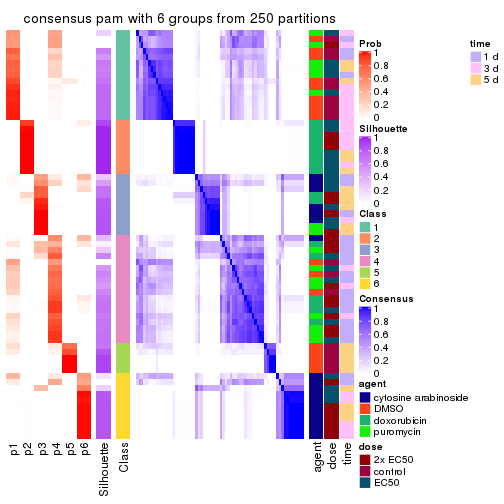 consensus pam with 6 groups from 250 partitions
p1
p2
p3
p4
p5
p6
Silhouette
Class
agent
dose
time
Prob
1
0.8
0.6
0.4
0.2
0
Silhouette
1
0.8
0.6
0.4
0.2
0
Class
1
2
3
4
5
6
Consensus
1
0.8
0.6
0.4
0.2
0
agent
cytosine arabinoside
DMSO
doxorubicin
puromycin
dose
2x EC50
control
EC50
time
1 d
3 d
5 d